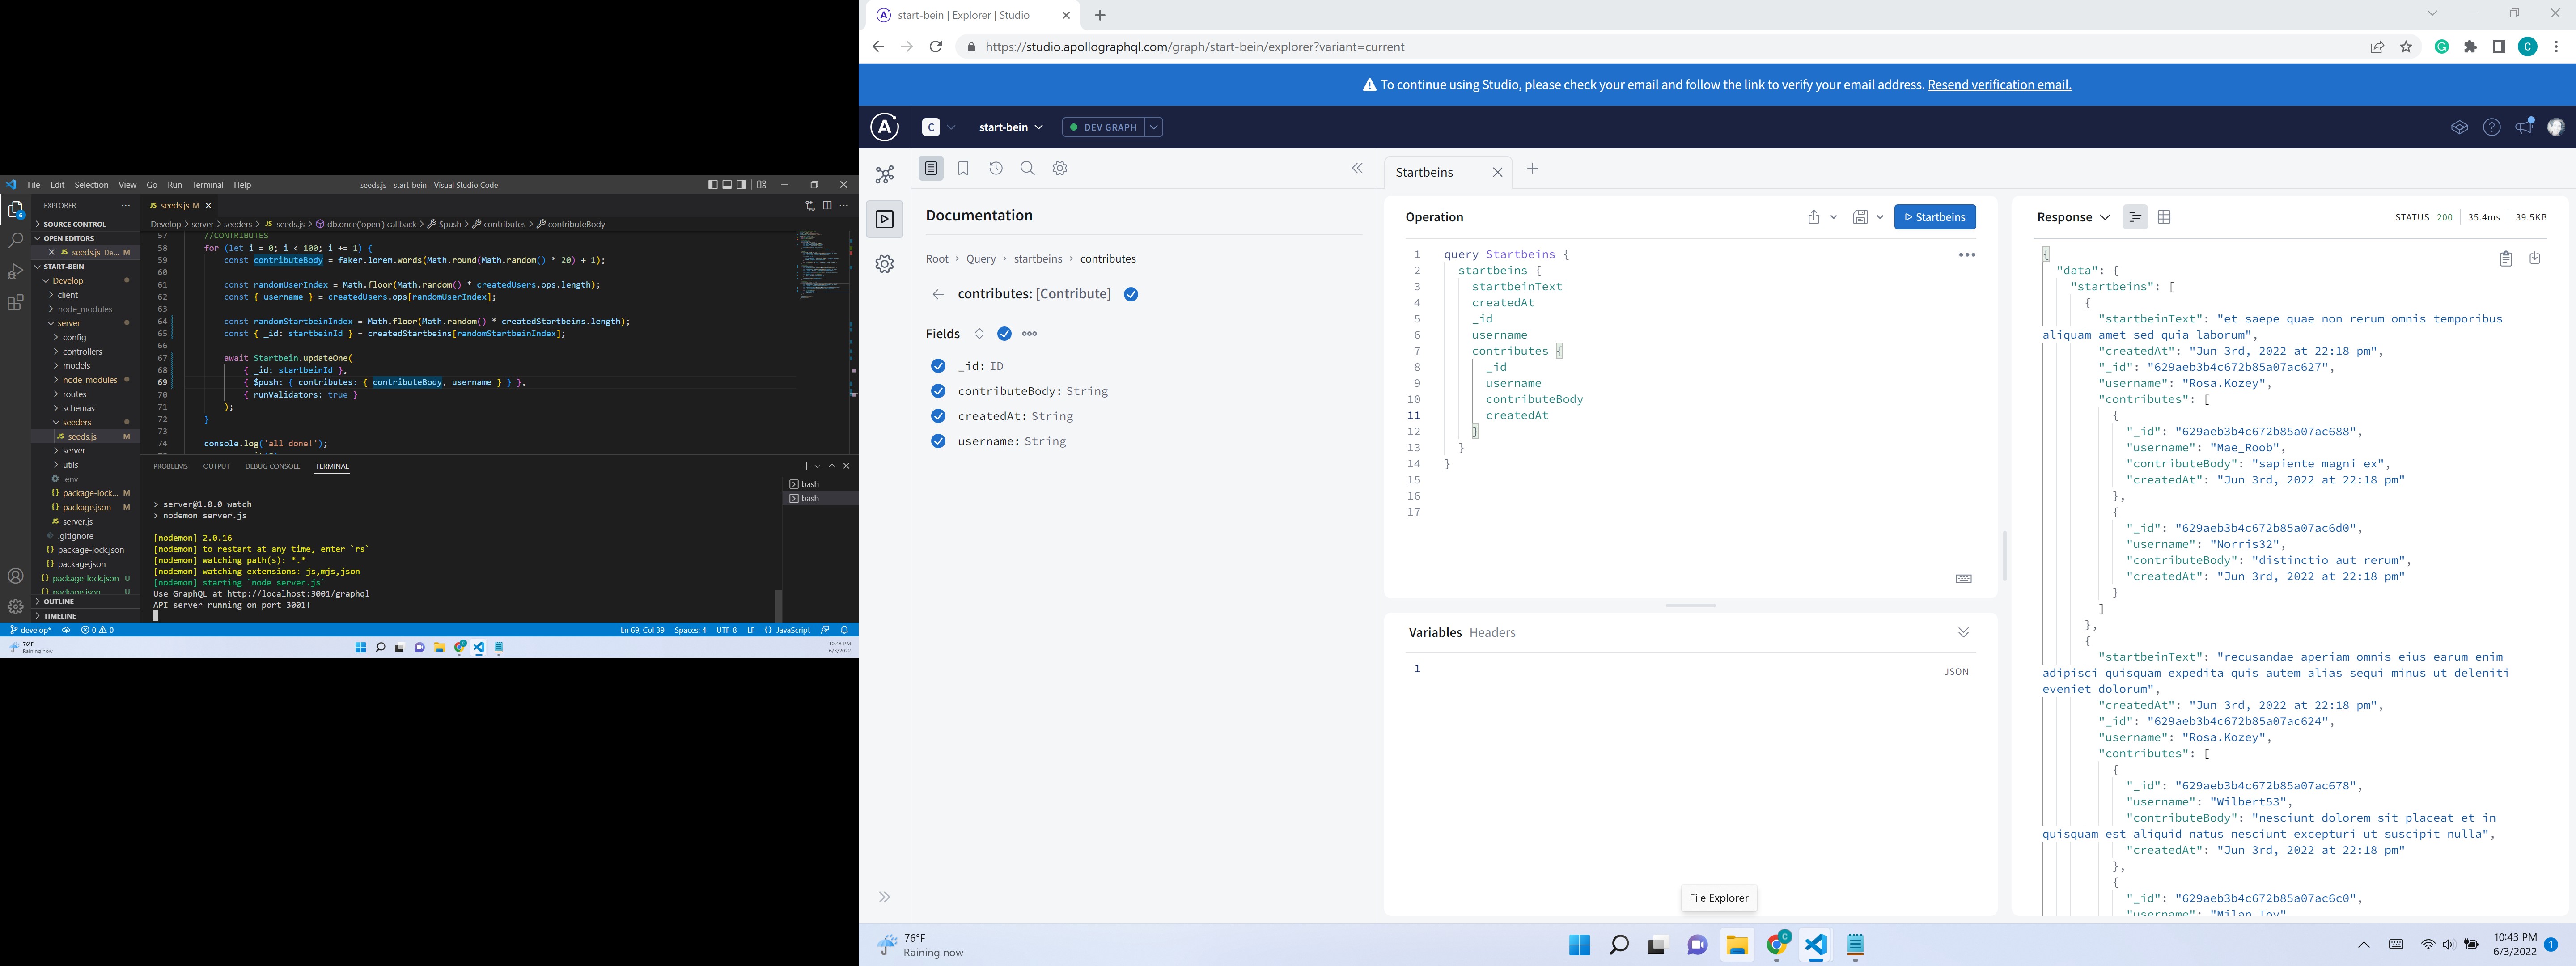 File Edit Selection View Go Run Terminal Help
seeds.js - start-bein - Visual Studio Code
EXPLORER
SOURCE CONTROL
OPEN EDITORS
JS seeds.js De... M
START-BEIN
Develop
client
node_modules
server
config
controllers
models
node_modules
routes
schemas
seeders
JS seeds.js M
server
utils
.env
{} package-lock... M
{} package.json M
JS server.js
.gitignore
{} package-lock.json
{} package.json
{} package-lock.json U
{} package.json U
OUTLINE
TIMELINE
JS seeds.js M
Develop > server > seeders > JS seeds.js > db.once('open') callback > $push > contributes > contributeBody
57 //CONTRIBUTES
58 for (let i = 0; i < 100; i += 1) {
59 const contributeBody = faker.lorem.words(Math.round(Math.random() * 20) + 1);
60
61 const randomUserIndex = Math.floor(Math.random() * createdUsers.ops.length);
62 const { username } = createdUsers.ops[randomUserIndex];
63
64 const randomStartbeinIndex = Math.floor(Math.random() * createdStartbeins.length);
65 const { _id: startbeinId } = createdStartbeins[randomStartbeinIndex];
66
67 await Startbein.updateOne(
68 { _id: startbeinId },
69 { $push: { contributes: { contributeBody, username } } },
70 { runValidators: true }
71 );
72 }
73
74 console.log('all done!');
PROBLEMS OUTPUT DEBUG CONSOLE TERMINAL
bash
bash
> server@1.0.0 watch
> nodemon server.js
[nodemon] 2.0.16
[nodemon] to restart at any time, enter `rs`
[nodemon] watching path(s): *.*
[nodemon] watching extensions: js,mjs,json
[nodemon] starting `node server.js`
Use GraphQL at http://localhost:3001/graphql
API server running on port 3001!
develop* 0 0 Ln 69, Col 39 Spaces: 4 UTF-8 LF {} JavaScript
76°F
Raining now
10:43 PM
6/3/2022
start-bein | Explorer | Studio
https://studio.apollographql.com/graph/start-bein/explorer?variant=current
To continue using Studio, please check your email and follow the link to verify your email address. Resend verification email.
C start-bein DEV GRAPH
Documentation
Root > Query > startbeins > contributes
contributes: [Contribute]
Fields
_id: ID
contributeBody: String
createdAt: String
username: String
Startbeins
Operation
Startbeins
1 query Startbeins {
2 startbeins {
3 startbeinText
4 createdAt
5 _id
6 username
7 contributes {
8 _id
9 username
10 contributeBody
11 createdAt
12 }
13 }
14 }
15
16
17
Variables Headers
1
JSON
File Explorer
Response STATUS 200 35.4ms 39.5KB
{
"data": {
"startbeins": [
{
"startbeinText": "et saepe quae non rerum omnis temporibus
aliquam amet sed quia laborum",
"createdAt": "Jun 3rd, 2022 at 22:18 pm",
"_id": "629aeb3b4c672b85a07ac627",
"username": "Rosa.Kozey",
"contributes": [
{
"_id": "629aeb3b4c672b85a07ac688",
"username": "Mae_Roob",
"contributeBody": "sapiente magni ex",
"createdAt": "Jun 3rd, 2022 at 22:18 pm"
},
{
"_id": "629aeb3b4c672b85a07ac6d0",
"username": "Norris32",
"contributeBody": "distinctio aut rerum",
"createdAt": "Jun 3rd, 2022 at 22:18 pm"
}
]
},
{
"startbeinText": "recusandae aperiam omnis eius earum enim
adipisci quisquam expedita quis autem alias sequi minus ut deleniti
eveniet dolorum",
"createdAt": "Jun 3rd, 2022 at 22:18 pm",
"_id": "629aeb3b4c672b85a07ac624",
"username": "Rosa.Kozey",
"contributes": [
{
"_id": "629aeb3b4c672b85a07ac678",
"username": "Wilbert53",
"contributeBody": "nesciunt dolorem sit placeat et in
quisquam est aliquid natus nesciunt excepturi ut suscipit nulla",
"createdAt": "Jun 3rd, 2022 at 22:18 pm"
},
{
"_id": "629aeb3b4c672b85a07ac6c0",
"username": "Milan_Toy"
76°F
Raining now
10:43 PM
6/3/2022
1